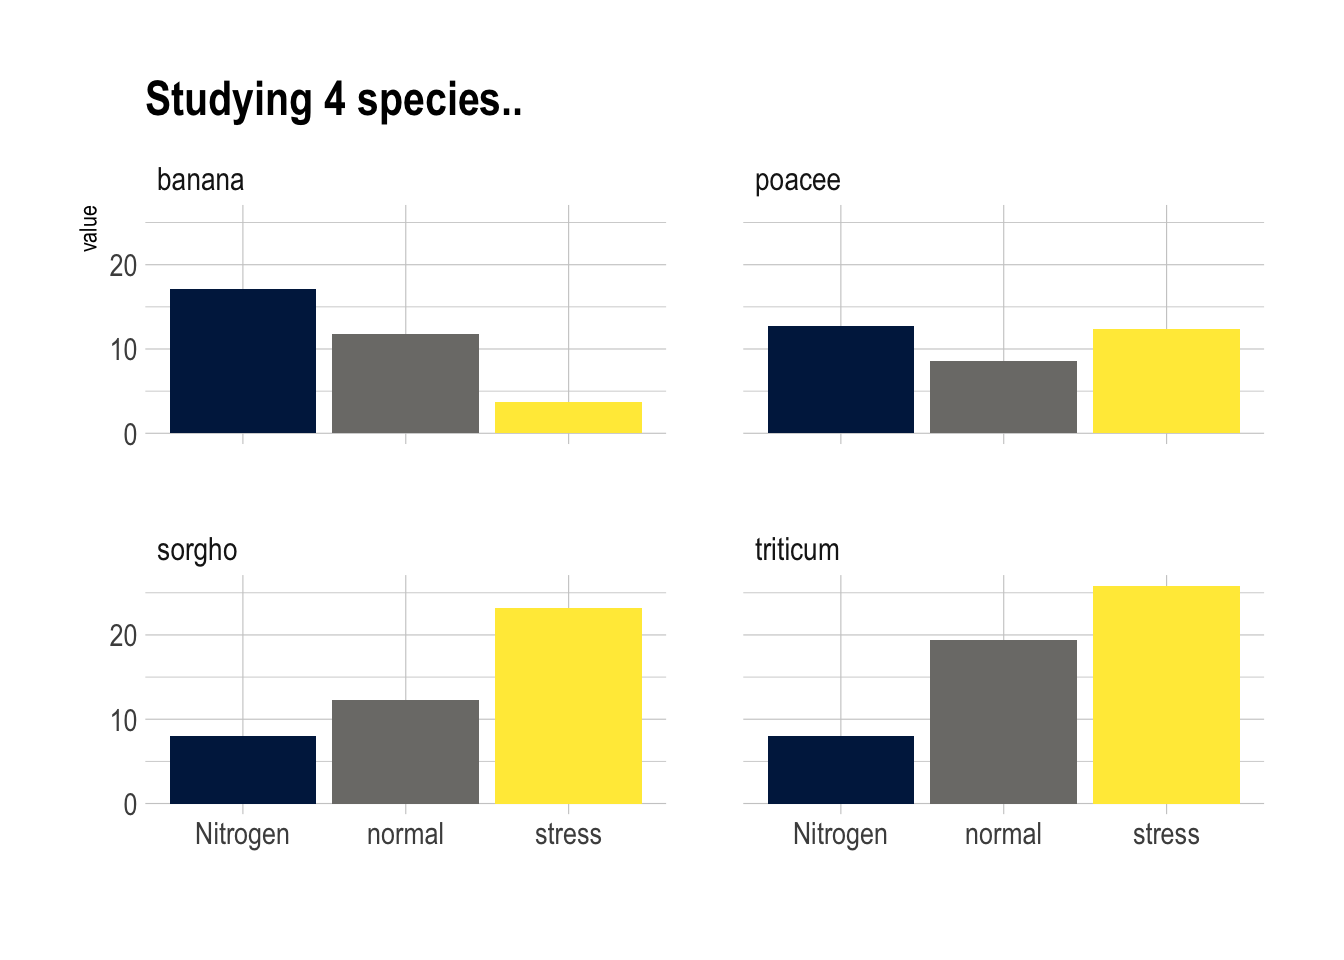 Studying 4 species..
banana
poacee
value
20
10
0
sorgho
triticum
20
10
0
Nitrogen normal stress
Nitrogen normal stress